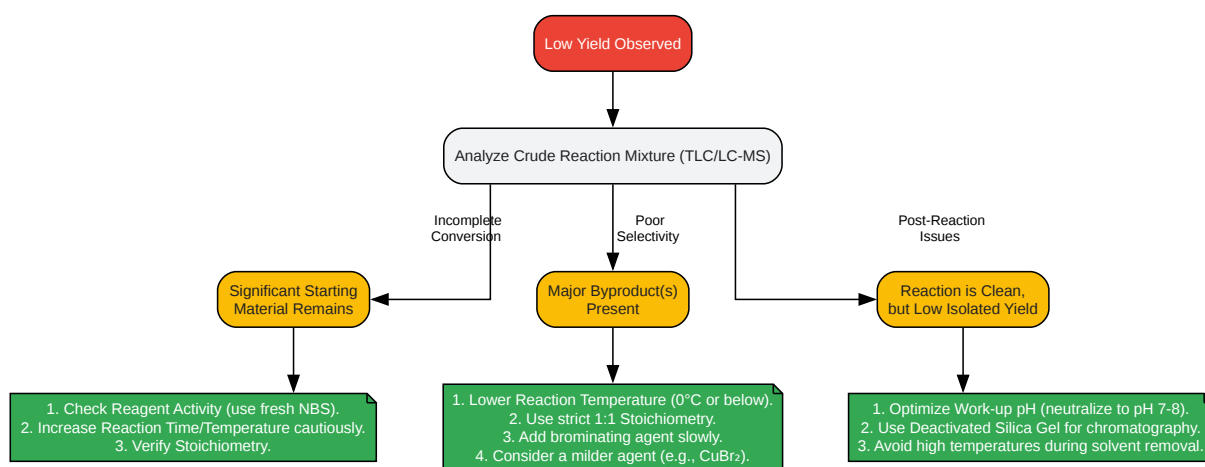 Low Yield Observed
Analyze Crude Reaction Mixture (TLC/LC-MS)
Incomplete
Conversion
Poor
Selectivity
Post-Reaction
Issues
Significant Starting
Material Remains
Major Byproduct(s)
Present
Reaction is Clean,
but Low Isolated Yield
1. Check Reagent Activity (use fresh NBS).
2. Increase Reaction Time/Temperature cautiously.
3. Verify Stoichiometry.
1. Lower Reaction Temperature (0°C or below).
2. Use strict 1:1 Stoichiometry.
3. Add brominating agent slowly.
4. Consider a milder agent (e.g., CuBr₂).
1. Optimize Work-up pH (neutralize to pH 7-8).
2. Use Deactivated Silica Gel for chromatography.
3. Avoid high temperatures during solvent removal.